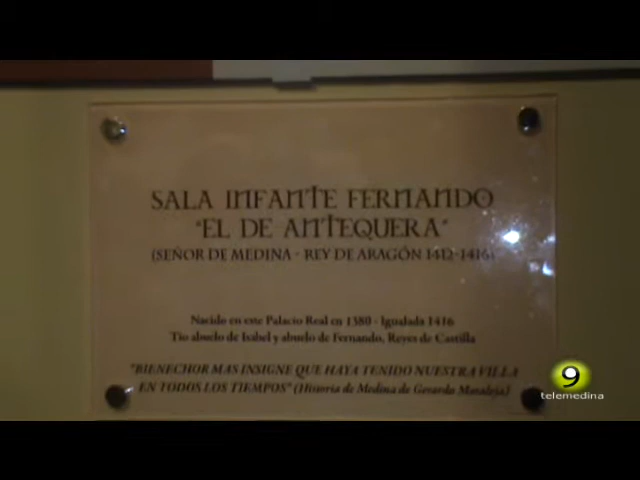 SALA INFANTE FERNANDO
"EL DE ANTEQUERA"
(SEÑOR DE MEDINA - REY DE ARAGÓN 1412-1416)
Nacido en este Palacio Real en 1380 - Igualada 1416
Tío abuelo de Isabel y abuelo de Fernando, Reyes de Castilla
"BIENECHOR MAS INSIGNE QUE HAYA TENIDO NUESTRA VILLA
EN TODOS LOS TIEMPOS" (Historia de Medina de Gerardo Moraleja)
9
telemedina